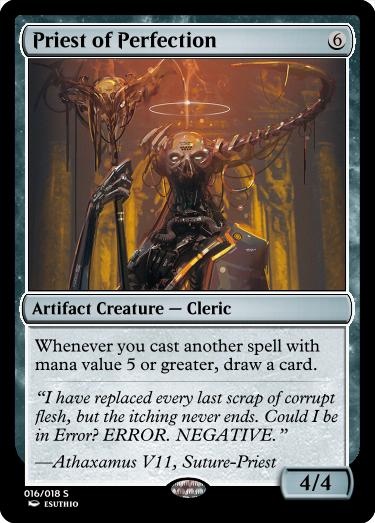 Priest of Perfection 6
Artifact Creature — Cleric
Whenever you cast another spell with
mana value 5 or greater, draw a card.
“I have replaced every last scrap of corrupt
flesh, but the itching never ends. Could I be
in Error? ERROR. NEGATIVE.”
—Athaxamus V11, Suture-Priest
4/4
016/018 S
ESUTHIO